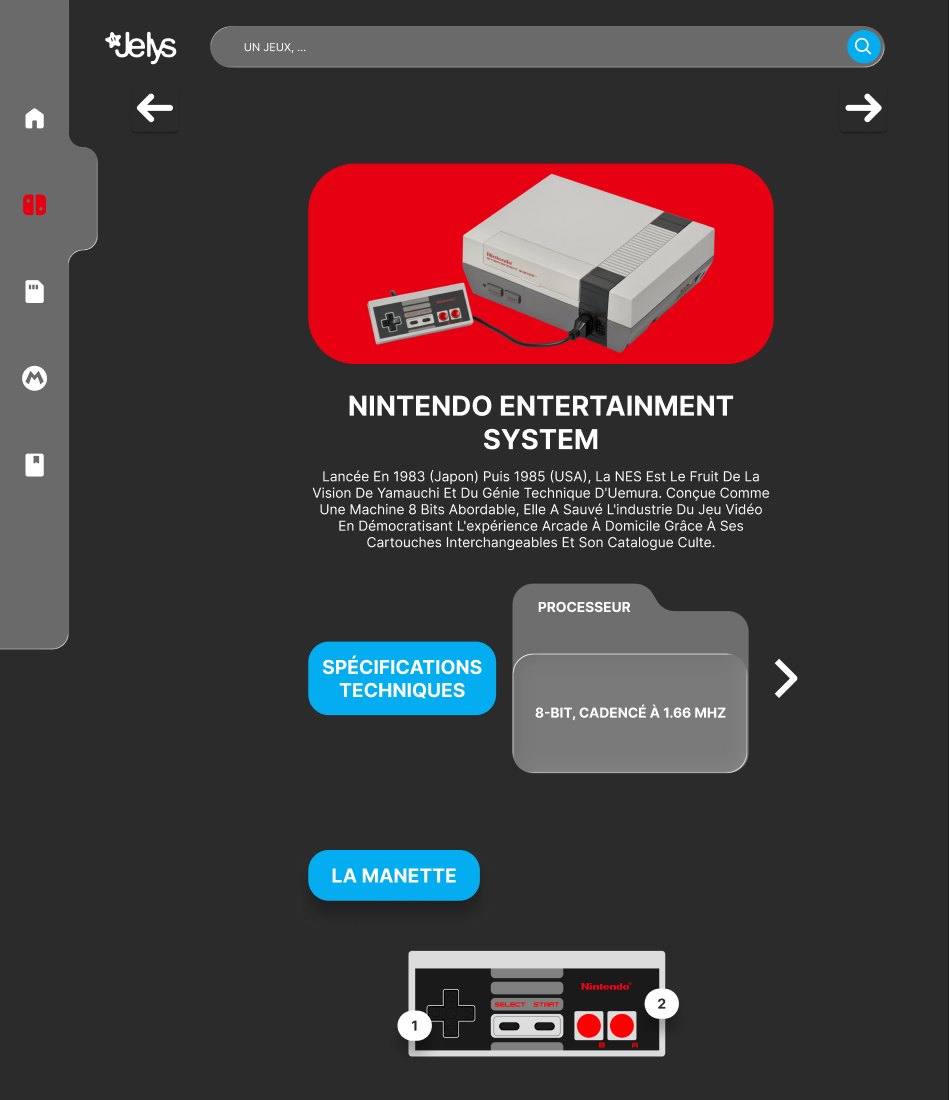 Jelys
UN JEUX, ...
Nintendo
ENTERTAINMENT SYSTEM
NINTENDO ENTERTAINMENT
SYSTEM
Lancée En 1983 (Japon) Puis 1985 (USA), La NES Est Le Fruit De La
Vision De Yamauchi Et Du Génie Technique D'Uemura. Conçue Comme
Une Machine 8 Bits Abordable, Elle A Sauvé L'industrie Du Jeu Vidéo
En Démocratisant L'expérience Arcade À Domicile Grâce À Ses
Cartouches Interchangeables Et Son Catalogue Culte.
PROCESSEUR
SPÉCIFICATIONS
TECHNIQUES
8-BIT, CADENCÉ À 1.66 MHZ
LA MANETTE
Nintendo
SELECT START
1
2
B A